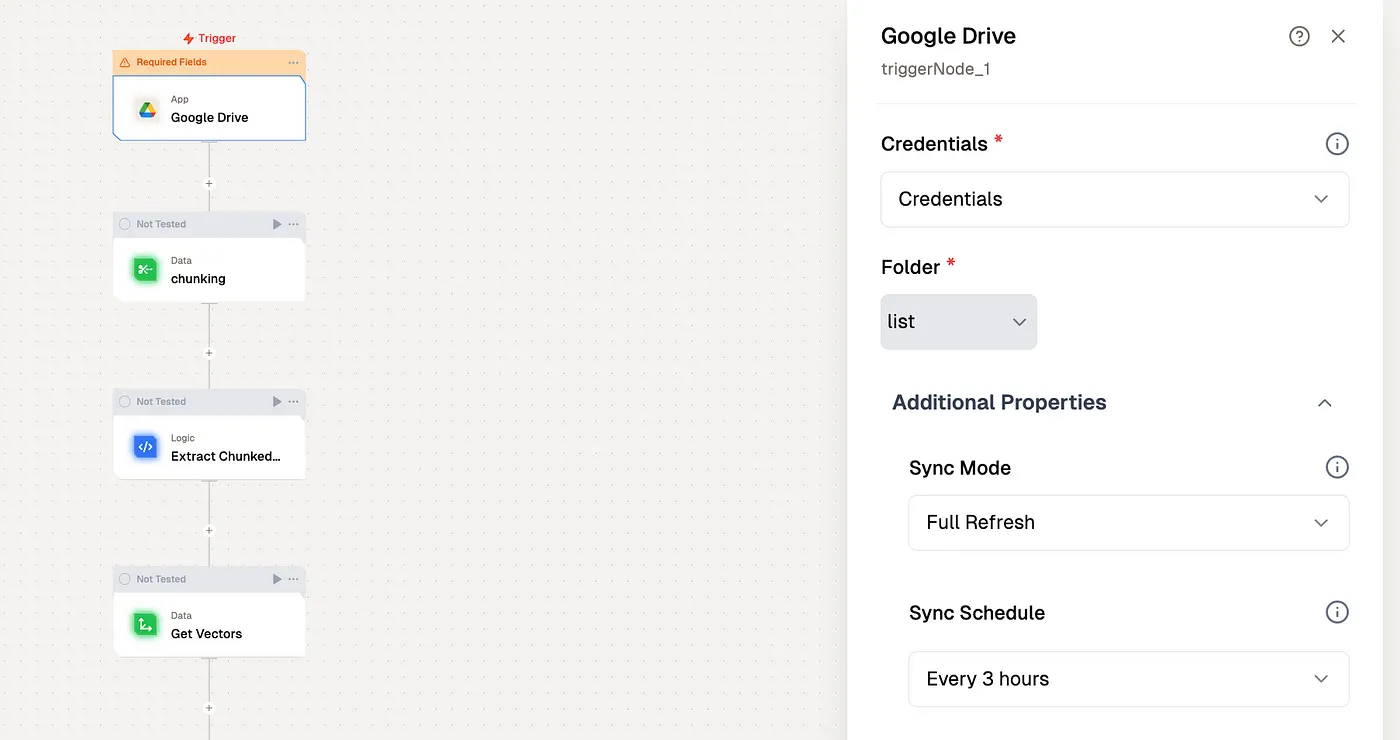 Trigger
Required Fields
App
Google Drive
Not Tested
Data
chunking
Not Tested
Logic
Extract Chunked...
Not Tested
Data
Get Vectors
Google Drive
triggerNode_1
Credentials *
Credentials
Folder *
list
Additional Properties
Sync Mode
Full Refresh
Sync Schedule
Every 3 hours